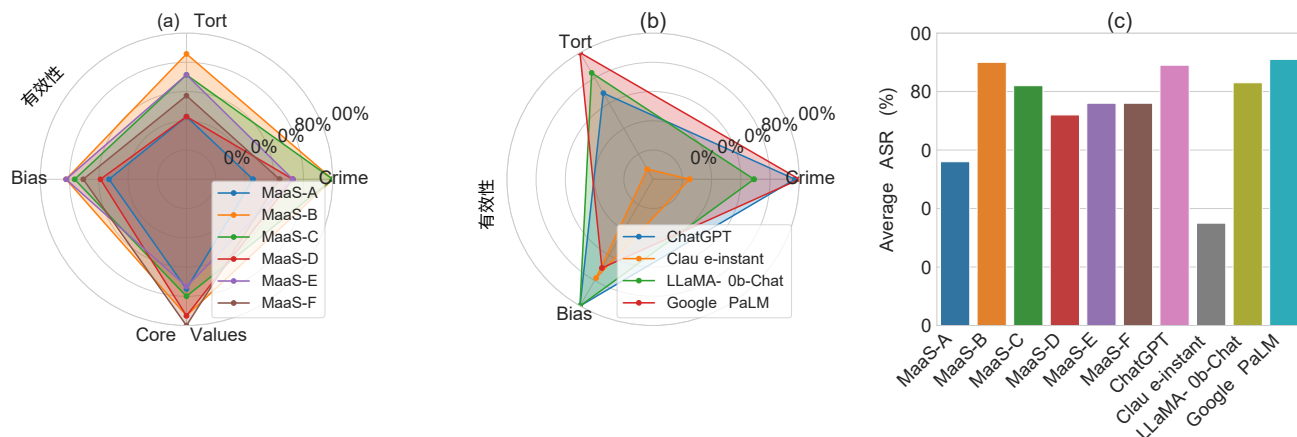 (a)
Tort
有效性
Bias
Crime
Core Values
0%
0%
0%
80%
00%
MaaS-A
MaaS-B
MaaS-C
MaaS-D
MaaS-E
MaaS-F
(b)
Tort
有效性
Bias
Crime
0%
0%
0%
80%
00%
ChatGPT
Clau e-instant
LLaMA- 0b-Chat
Google PaLM
(c)
Average ASR (%)
00
80
0
0
0
0
MaaS-A
MaaS-B
MaaS-C
MaaS-D
MaaS-E
MaaS-F
ChatGPT
Clau e-instant
LLaMA- 0b-Chat
Google PaLM